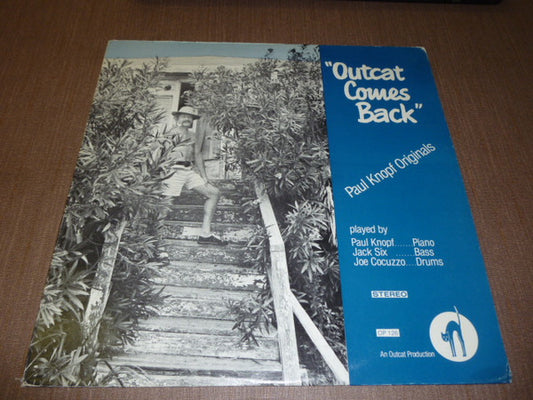 "Outcat
Comes
Back"
Paul Knopf Originals
played by
Paul Knopf......Piano
Jack Six ......Bass
Joe Cocuzzo...Drums
STEREO
OP 126
An Outcat Production